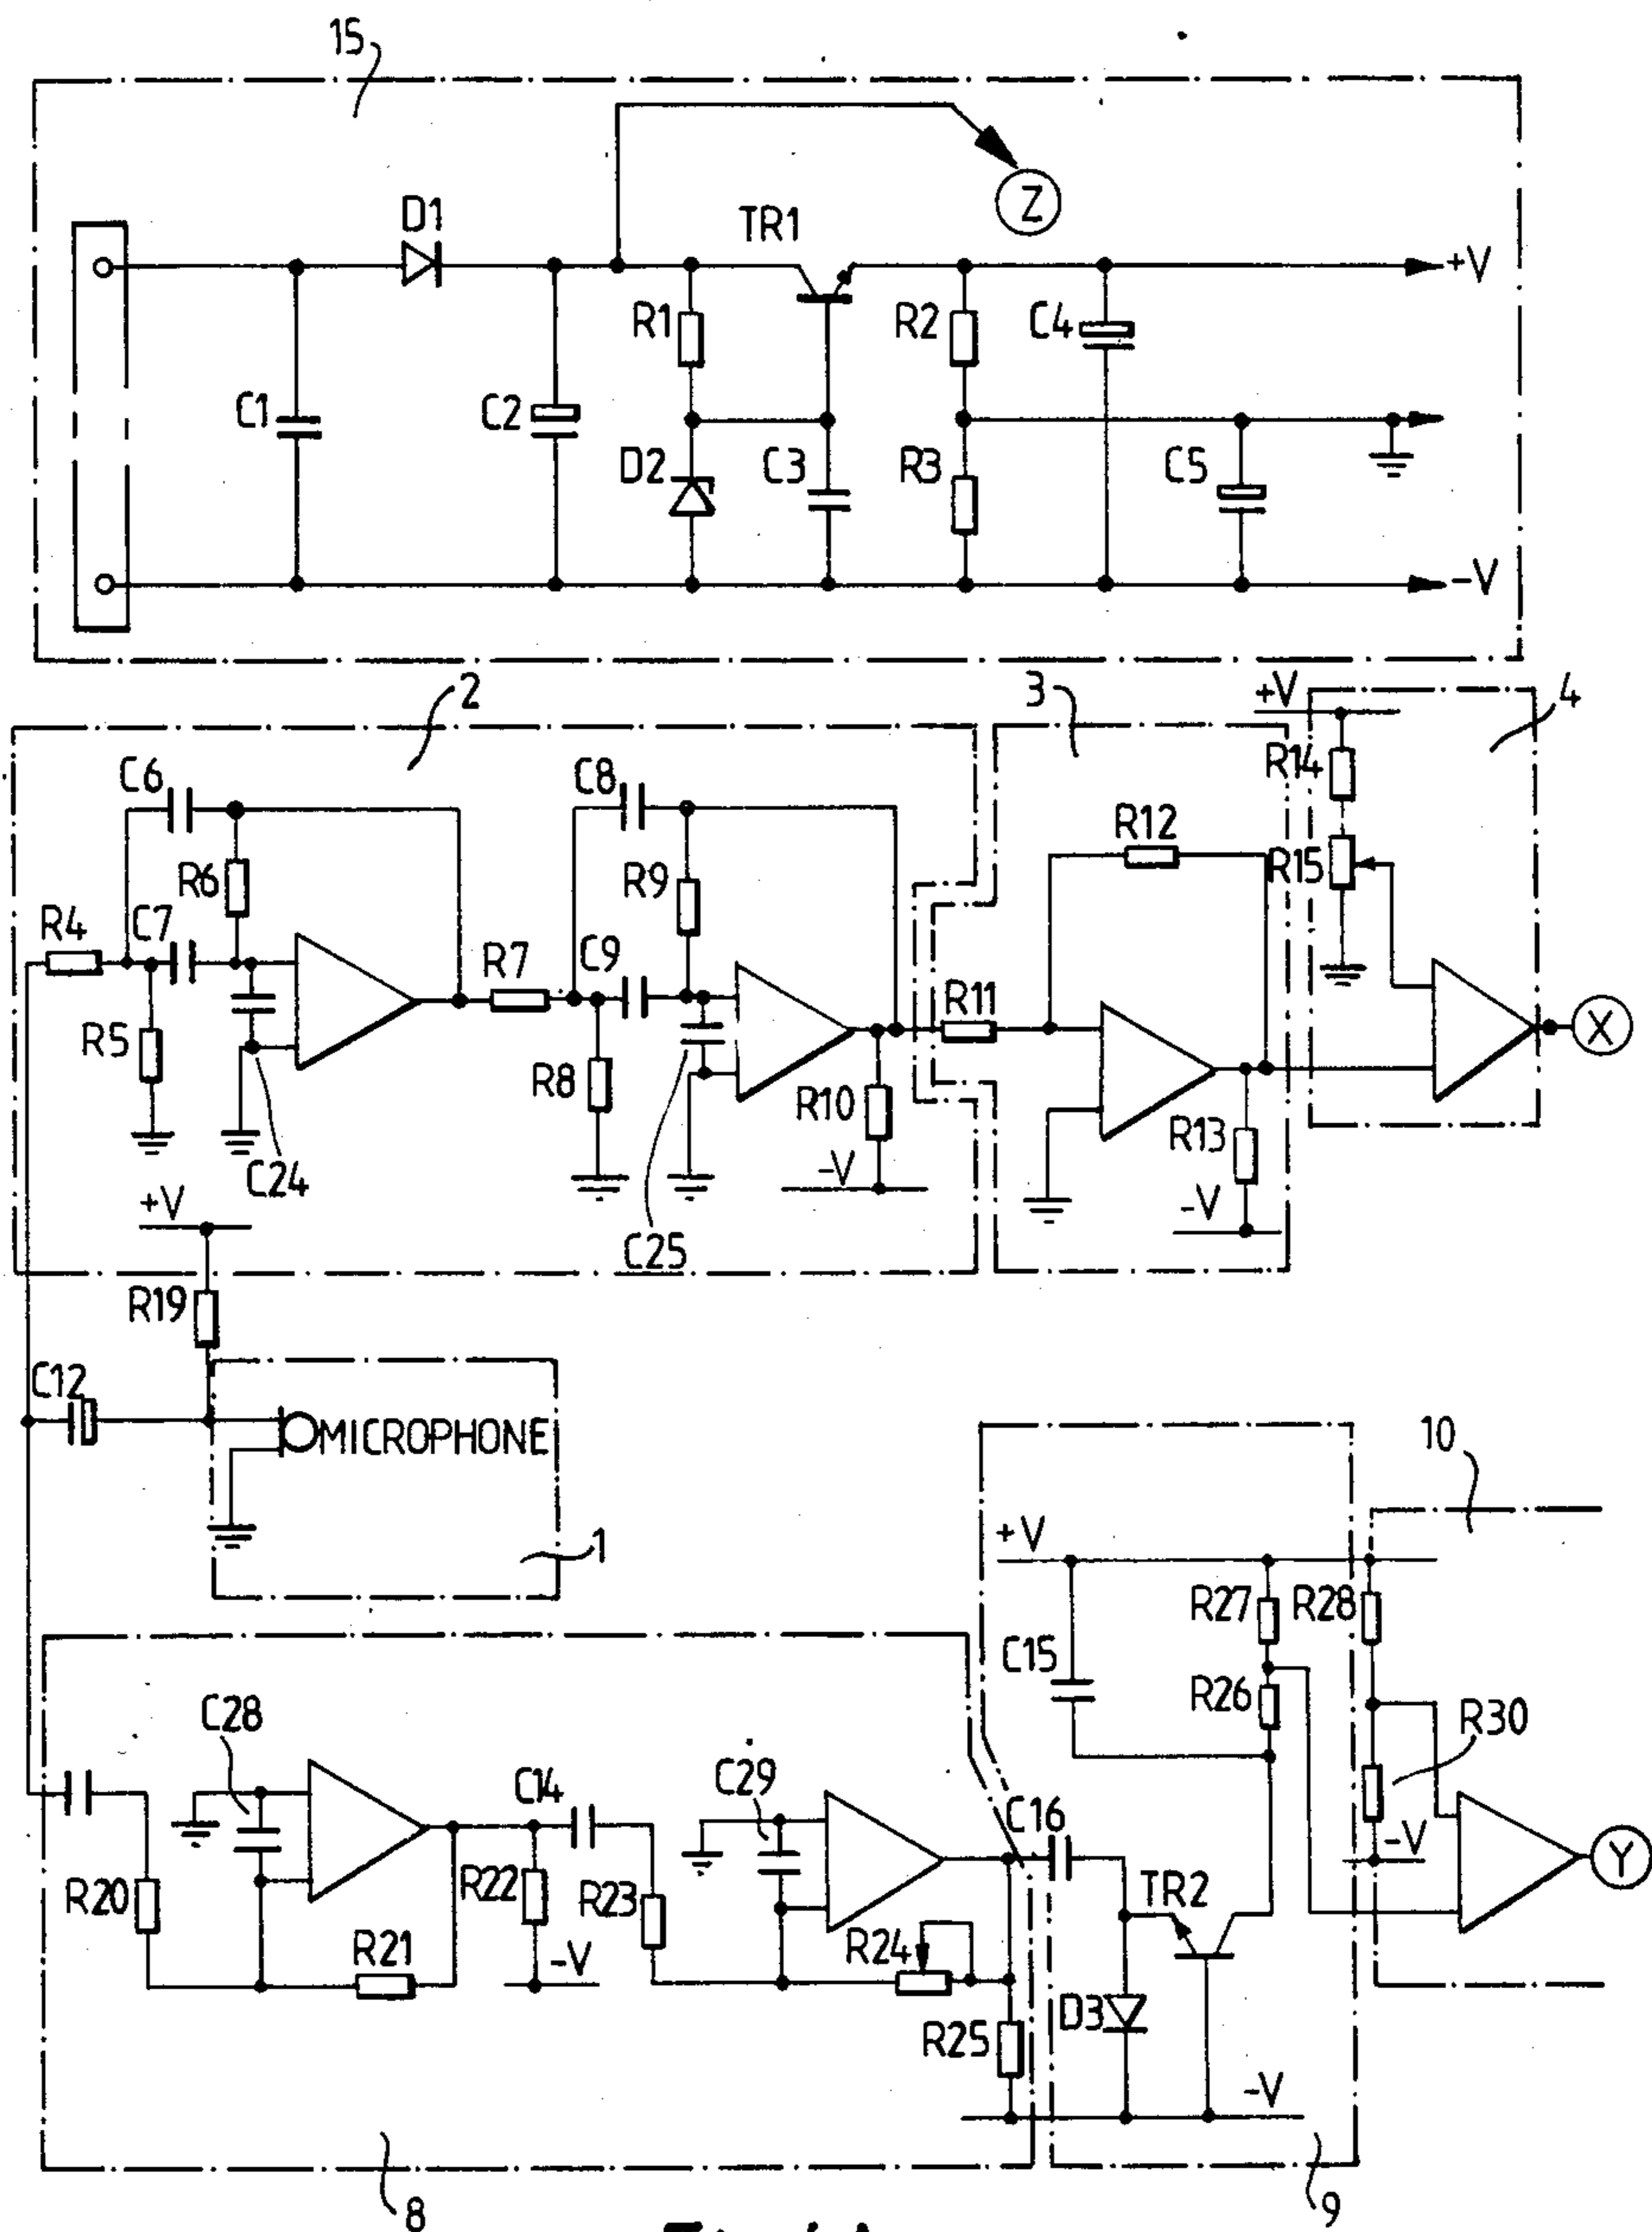 15
D1
TR1
Z
+V
R1
R2
C4
C1
C2
D2
C3
R3
C5
-V
2
3
+V
4
C6
C8
R14
R12
R6
R9
R15
R4
C7
R7
C9
R11
X
R5
R8
R10
R13
C24
-V
-V
+V
C25
R19
C12
MICROPHONE
10
1
+V
R27
R28
C15
R26
R30
C28
C14
C29
C16
-V
Y
R20
R22
R23
TR2
R21
-V
R24
D3
R25
-V
8
9